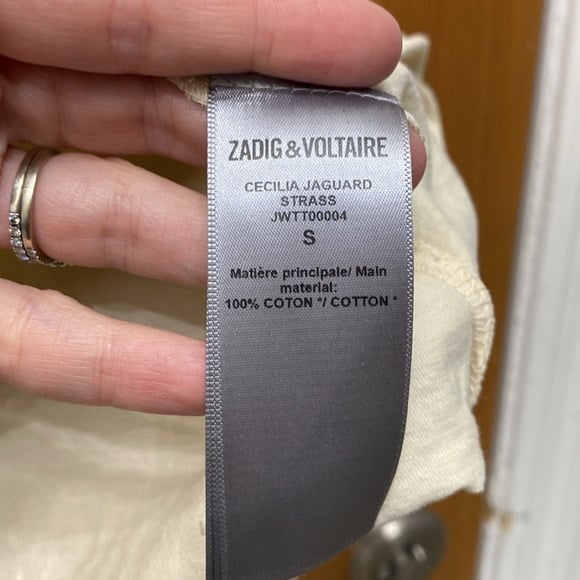 ZADIG & VOLTAIRE
CECILIA JAGUARD
STRASS
JWTT00004
S
Matière principale/ Main
material:
100% COTON */ COTTON *